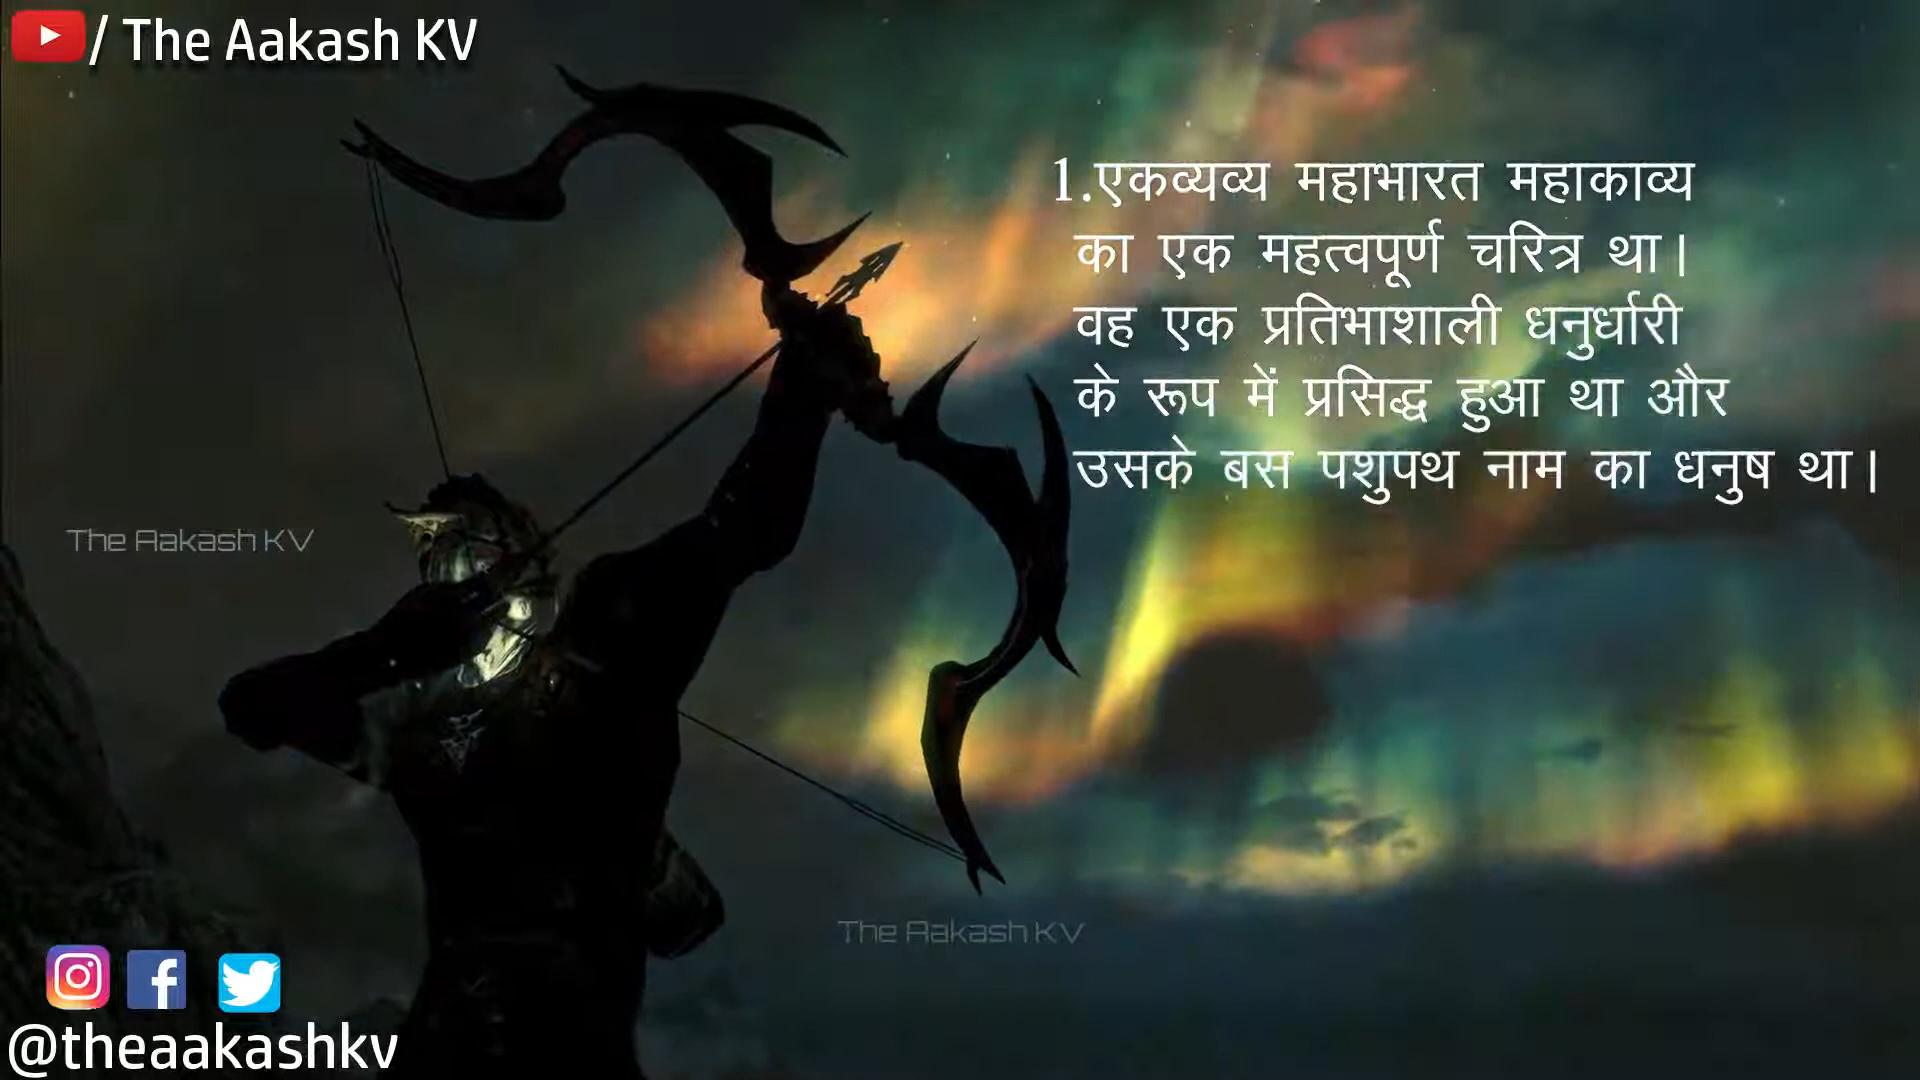 / The Aakash KV
1.एकव्यव्य महाभारत महाकाव्य
का एक महत्वपूर्ण चरित्र था।
वह एक प्रतिभाशाली धनुर्धारी
के रूप में प्रसिद्ध हुआ था और
उसके बस पशुपथ नाम का धनुष था।
The Aakash KV
The Aakash KV
@theaakashkv